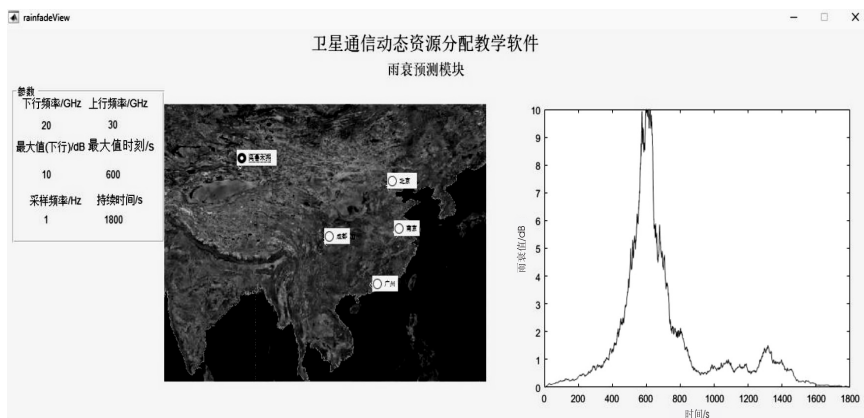 rainfadeView
卫星通信动态资源分配教学软件
雨衰预测模块
参数
下行频率/GHz 上行频率/GHz
20 30
最大值(下行)/dB 最大值时刻/s
10 600
采样频率/Hz 持续时间/s
1 1800
北京
南京
成都
广州
雨衰值/dB
10
9
8
7
6
5
4
3
2
1
0
0 200 400 600 800 1000 1200 1400 1600 1800
时间/s